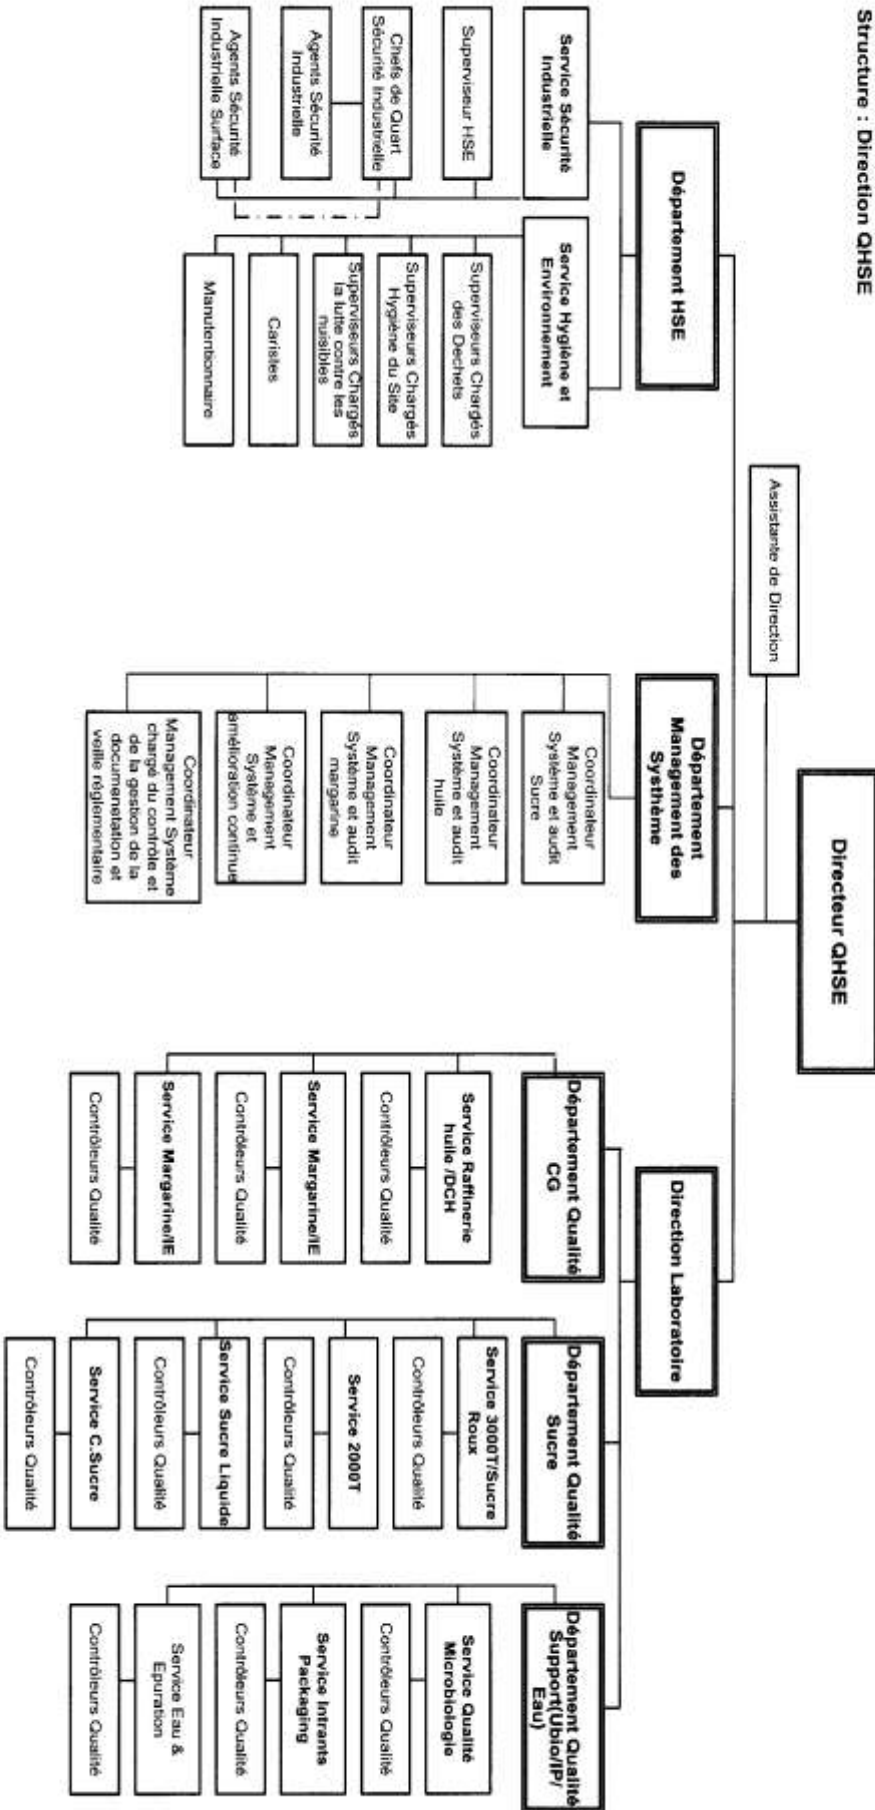 Structure : Direction QHSE
Directeur QHSE
Assistante de Direction
Département HSE
Service Sécurité
Industrielle
Superviseur HSE
Chefs de Quart
Sécurité Industrielle
Agents Sécurité
Industrielle
Agents Sécurité
Industrielle Surface
Service Hygiène et
Environnement
Superviseurs Chargés
des Dechets
Superviseurs Chargés
Hygiène du Site
Superviseurs Chargés
la lutte contre les
nuisibles
Caristes
Manutentionnaire
Département
Management des
Systhème
Coordinateur
Management
Système et audit
Sucre
Coordinateur
Management
Système et audit
huile
Coordinateur
Management
Système et audit
margarine
Coordinateur
Management
Système et
amélioration continue
Coordinateur
Management Système
chargé du contrôle et
de la gestion de la
documenetation et
veille réglementaire
Direction Laboratoire
Département Qualité
CG
Service Raffinerie
huile /DCH
Contrôleurs Qualité
Service Margarine/IE
Contrôleurs Qualité
Service Margarine/IE
Contrôleurs Qualité
Département Qualité
Sucre
Service 3000T/Sucre
Roux
Contrôleurs Qualité
Service 2000T
Contrôleurs Qualité
Service Sucre Liquide
Contrôleurs Qualité
Service C.Sucre
Contrôleurs Qualité
Département Qualité
Support(Ubio/IP/
Eau)
Service Qualité
Microbiologie
Contrôleurs Qualité
Service Intrants
Packaging
Contrôleurs Qualité
Service Eau &
Epuration
Contrôleurs Qualité